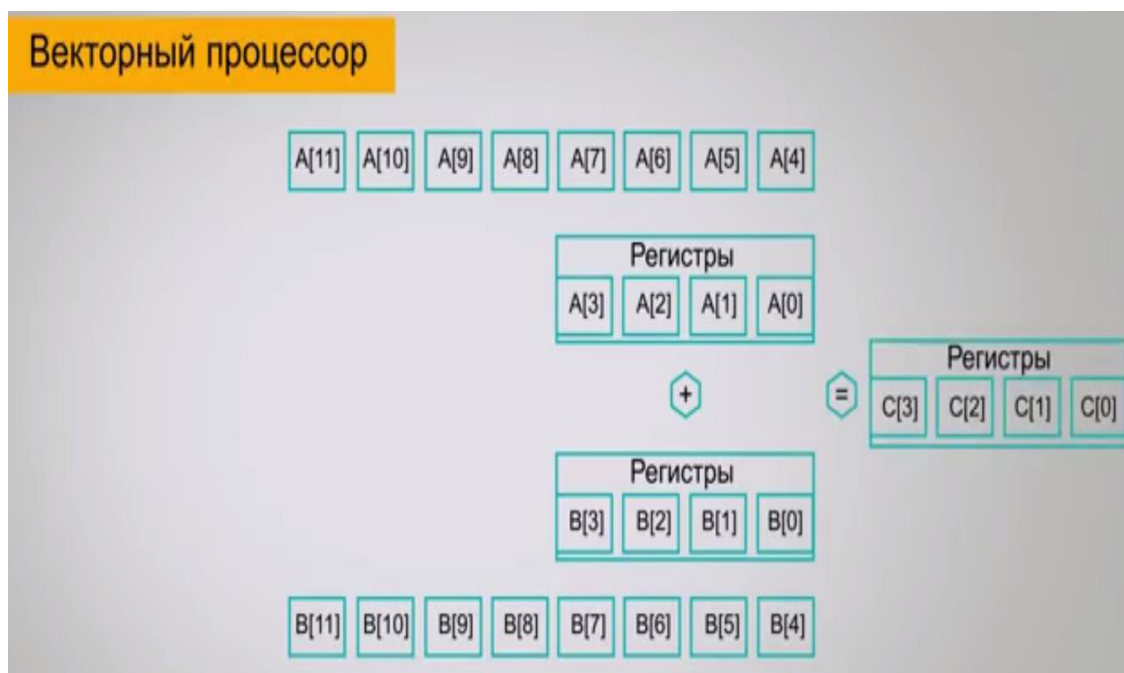 Векторный процессор
A[11] A[10] A[9] A[8] A[7] A[6] A[5] A[4]
Регистры
A[3] A[2] A[1] A[0]
+
=
Регистры
C[3] C[2] C[1] C[0]
Регистры
B[3] B[2] B[1] B[0]
B[11] B[10] B[9] B[8] B[7] B[6] B[5] B[4]